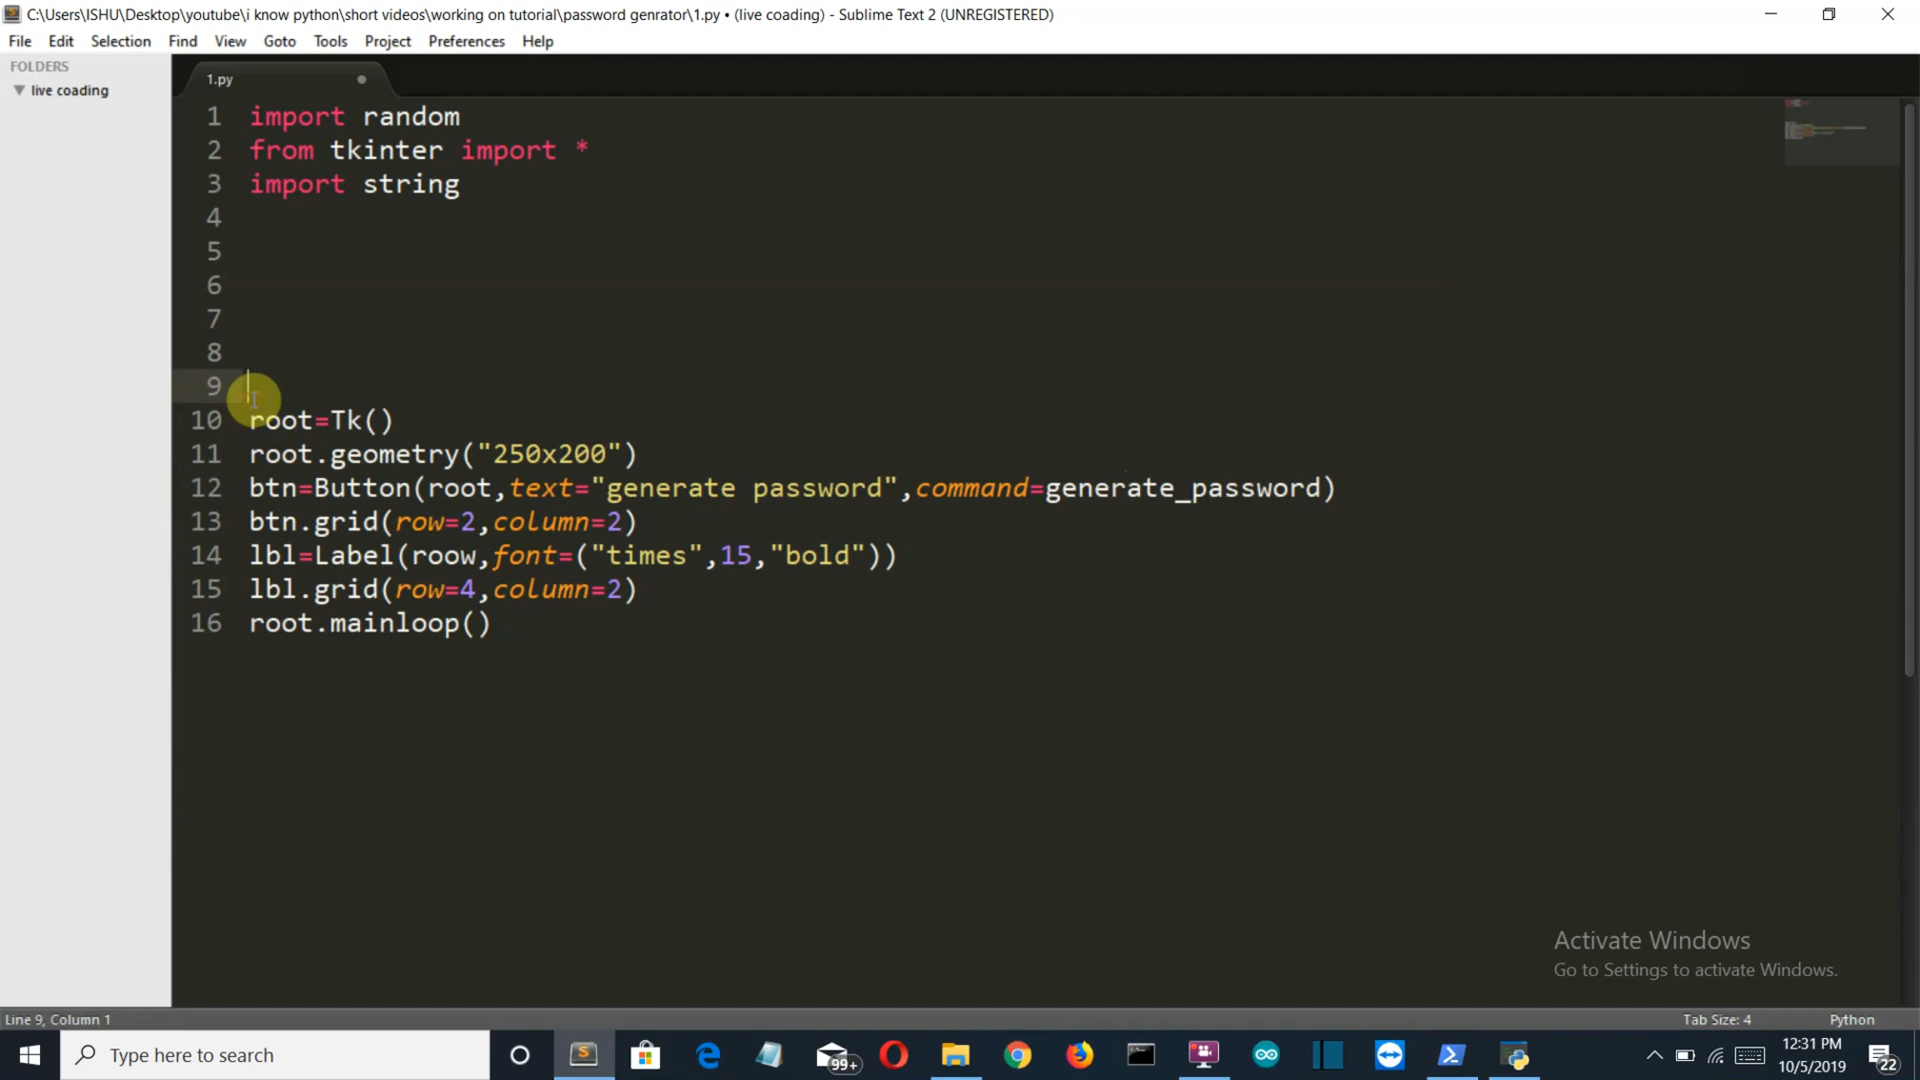 C:\Users\ISHU\Desktop\youtube\i know python\short videos\working on tutorial\password genrator\1.py • (live coading) - Sublime Text 2 (UNREGISTERED)
File Edit Selection Find View Goto Tools Project Preferences Help
FOLDERS
live coading
1.py
1 import random
2 from tkinter import *
3 import string
4
5
6
7
8
9
10 root=Tk()
11 root.geometry("250x200")
12 btn=Button(root,text="generate password",command=generate_password)
13 btn.grid(row=2,column=2)
14 lbl=Label(roow,font=("times",15,"bold"))
15 lbl.grid(row=4,column=2)
16 root.mainloop()
Activate Windows
Go to Settings to activate Windows.
Line 9, Column 1 Tab Size: 4 Python
Type here to search
99+
12:31 PM
10/5/2019
22